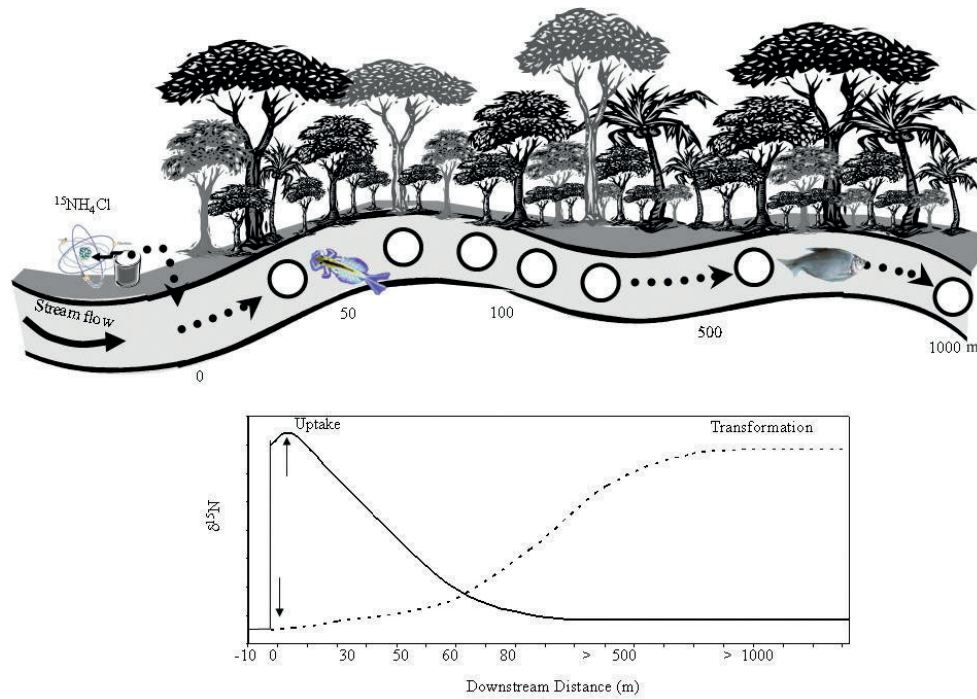 ¹⁵NH₄Cl
Stream flow
0
50
100
500
1000 m
Uptake
Transformation
δ¹⁵N
-10 0 30 50 60 80 > 500 > 1000
Downstream Distance (m)